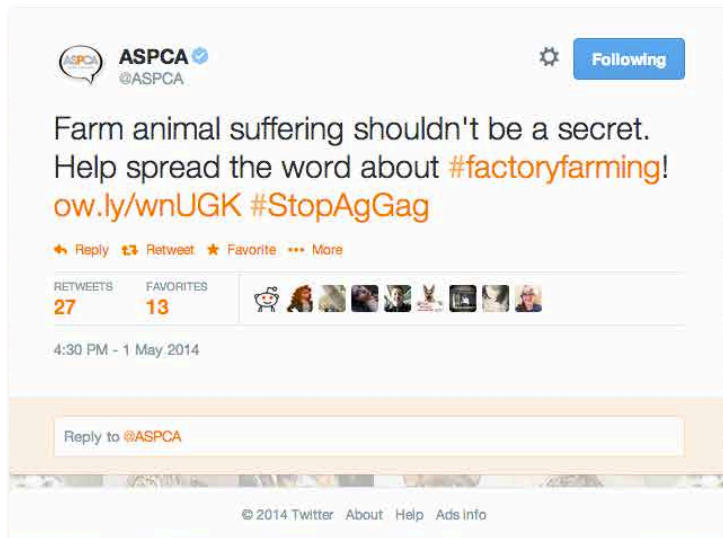 ASPCA
ASPCA
@ASPCA
Following
Farm animal suffering shouldn't be a secret.
Help spread the word about #factoryfarming!
ow.ly/wnUGK #StopAgGag
Reply Retweet Favorite More
RETWEETS FAVORITES
27 13
4:30 PM - 1 May 2014
Reply to @ASPCA
© 2014 Twitter About Help Ads info